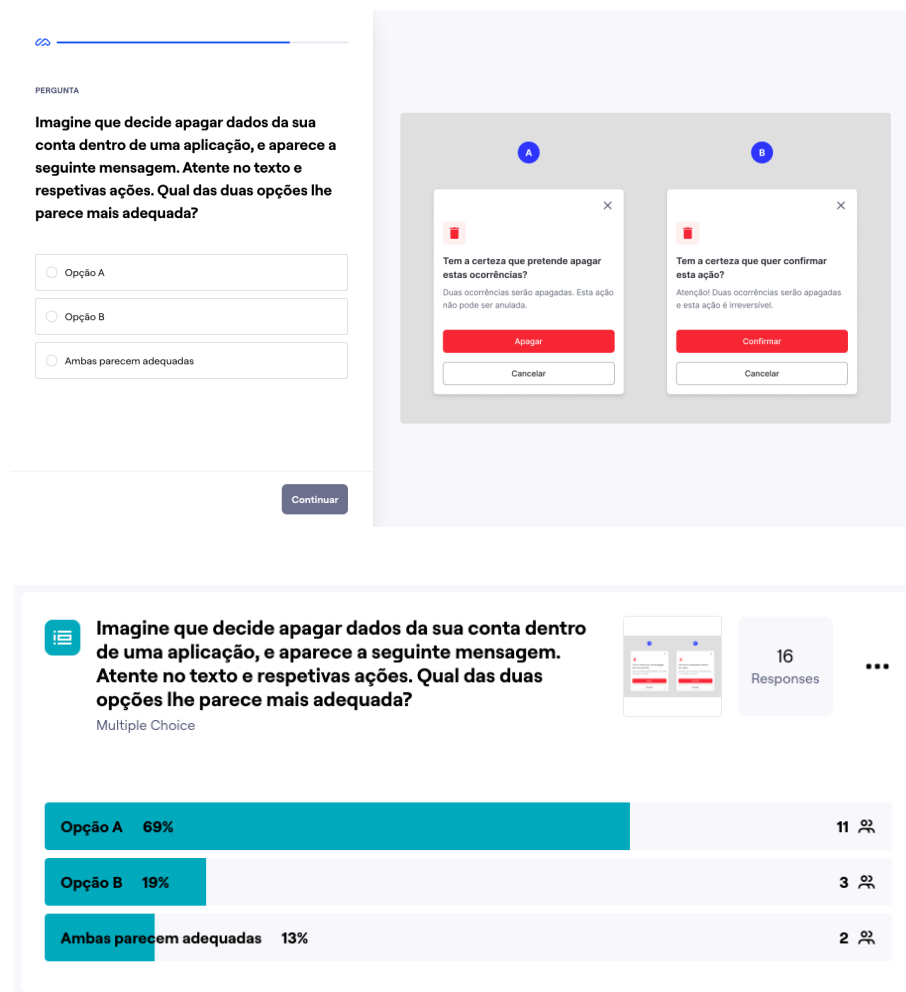 PERGUNTA
Imagine que decide apagar dados da sua
conta dentro de uma aplicação, e aparece a
seguinte mensagem. Atente no texto e
respetivas ações. Qual das duas opções lhe
parece mais adequada?
Opção A
Opção B
Ambas parecem adequadas
Continuar
A
Tem a certeza que pretende apagar
estas ocorrências?
Duas ocorrências serão apagadas. Esta ação
não pode ser anulada.
Apagar
Cancelar
B
Tem a certeza que quer confirmar
esta ação?
Atenção! Duas ocorrências serão apagadas
e esta ação é irreversível.
Confirmar
Cancelar
Imagine que decide apagar dados da sua conta dentro
de uma aplicação, e aparece a seguinte mensagem.
Atente no texto e respetivas ações. Qual das duas
opções lhe parece mais adequada?
Multiple Choice
16
Responses
Opção A 69% 11
Opção B 19% 3
Ambas parecem adequadas 13% 2